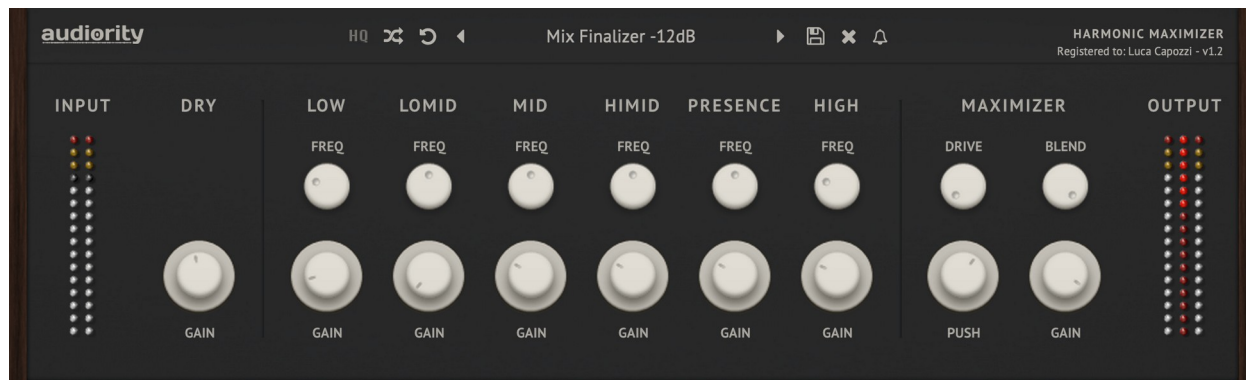 audiority
HQ
Mix Finalizer -12dB
HARMONIC MAXIMIZER
Registered to: Luca Capozzi - v1.2
INPUT DRY LOW LOMID MID HIMID PRESENCE HIGH MAXIMIZER OUTPUT
FREQ FREQ FREQ FREQ FREQ FREQ DRIVE BLEND
GAIN GAIN GAIN GAIN GAIN GAIN GAIN PUSH GAIN